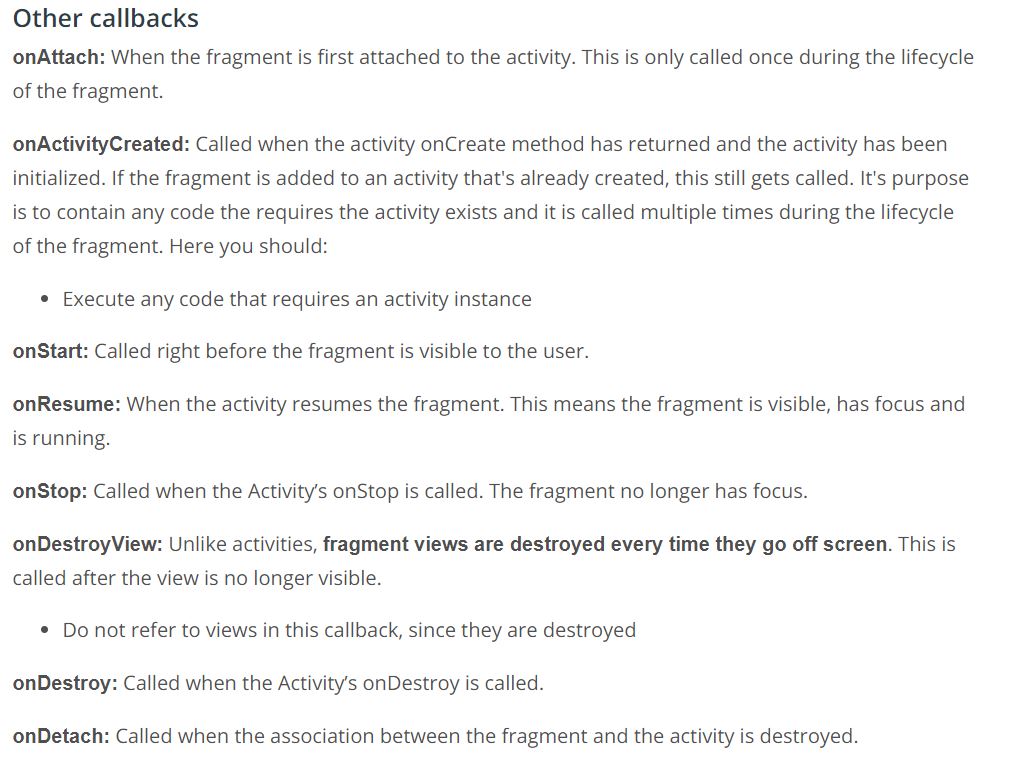 Other callbacks
onAttach: When the fragment is first attached to the activity. This is only called once during the lifecycle
of the fragment.
onActivityCreated: Called when the activity onCreate method has returned and the activity has been
initialized. If the fragment is added to an activity that's already created, this still gets called. It's purpose
is to contain any code the requires the activity exists and it is called multiple times during the lifecycle
of the fragment. Here you should:
• Execute any code that requires an activity instance
onStart: Called right before the fragment is visible to the user.
onResume: When the activity resumes the fragment. This means the fragment is visible, has focus and
is running.
onStop: Called when the Activity’s onStop is called. The fragment no longer has focus.
onDestroyView: Unlike activities, fragment views are destroyed every time they go off screen. This is
called after the view is no longer visible.
• Do not refer to views in this callback, since they are destroyed
onDestroy: Called when the Activity’s onDestroy is called.
onDetach: Called when the association between the fragment and the activity is destroyed.